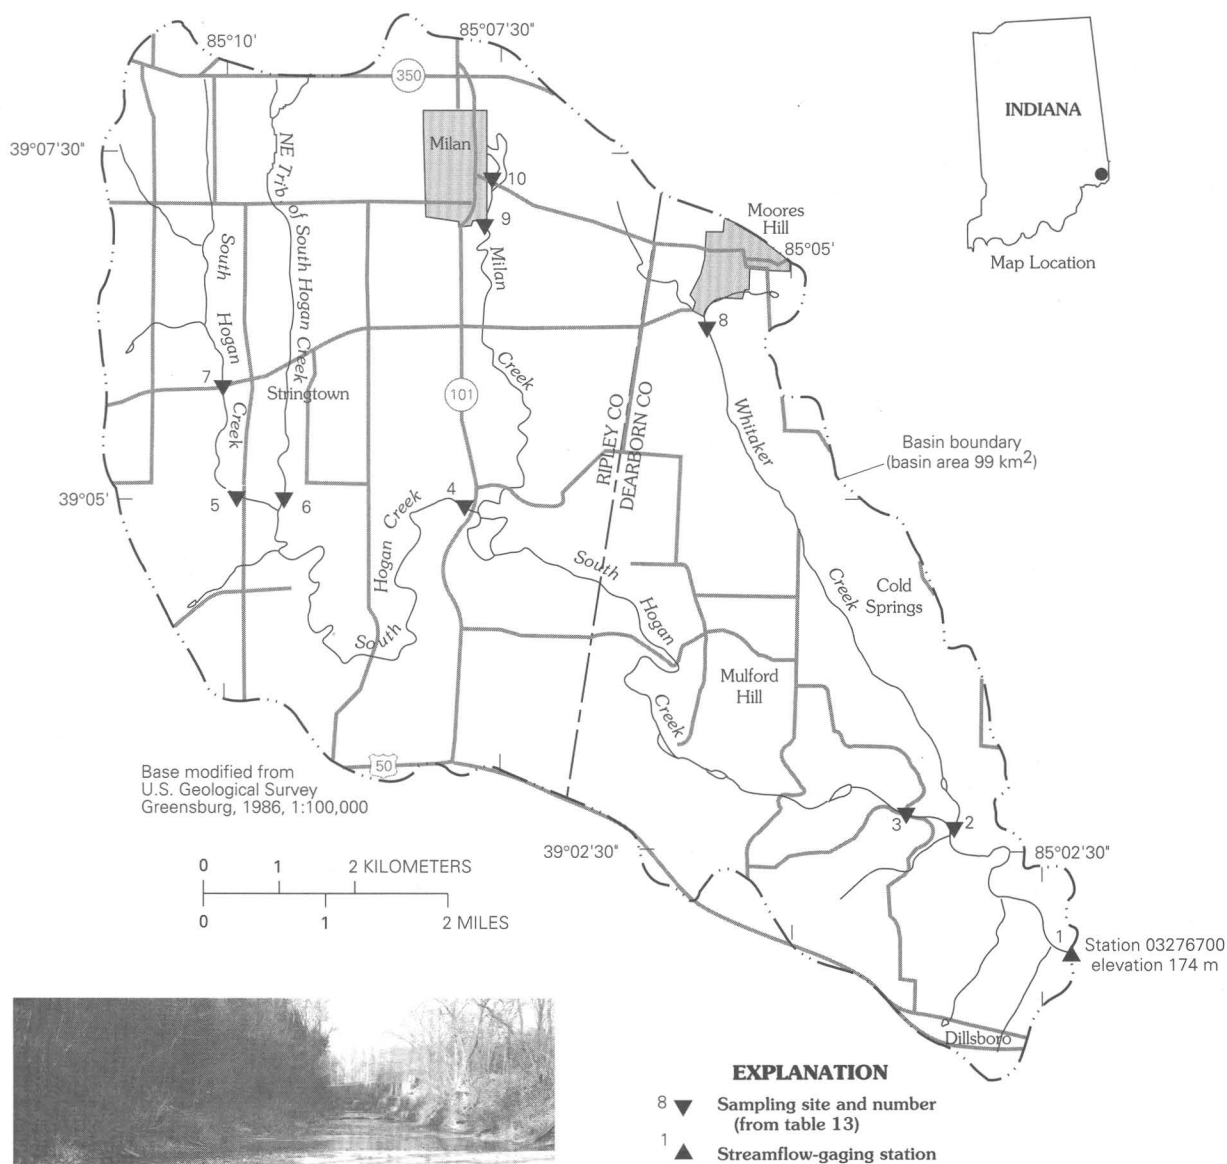 85°10'
85°07'30"
350
INDIANA
39°07'30"
Milan
10
9
NE Trib. of South Hogan Creek
South Hogan Creek
Milan Creek
Moores
Hill
85°05'
Map Location
8
7
Stringtown
101
RIPLEY CO
DEARBORN CO
Whitaker Creek
Basin boundary
(basin area 99 km²)
39°05'
5
6
4
South Hogan Creek
South Hogan Creek
Cold
Springs
Mulford
Hill
50
Base modified from
U.S. Geological Survey
Greensburg, 1986, 1:100,000
3
2
0 1 2 KILOMETERS
0 1 2 MILES
39°02'30"
85°02'30"
1
Station 03276700
elevation 174 m
Dillsboro
EXPLANATION
8 Sampling site and number
(from table 13)
1 Streamflow-gaging station